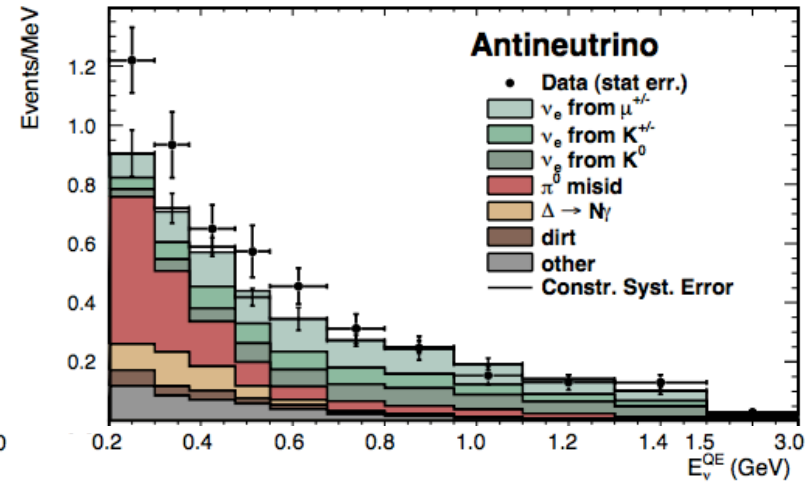 Events/MeV
1.2
1.0
0.8
0.6
0.4
0.2
Antineutrino
Data (stat err.)
νe from μ+/-
νe from K+/-
νe from K0
π0 misid
Δ → Nγ
dirt
other
Constr. Syst. Error
0
0.2 0.4 0.6 0.8 1.0 1.2 1.4 1.5 3.0
EνQE (GeV)